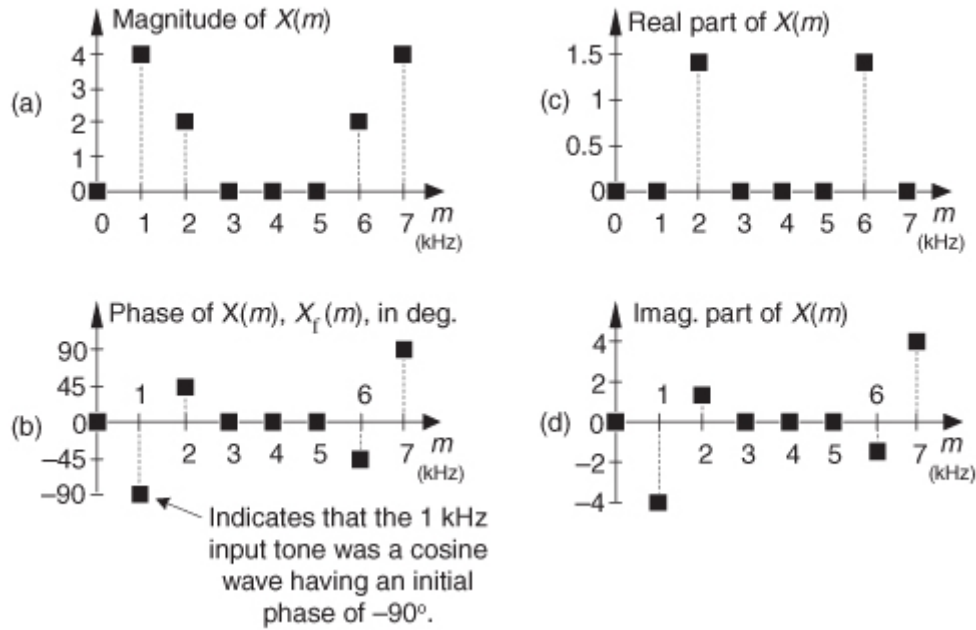 Magnitude of X(m)
(a)
4
3
2
1
0
0 1 2 3 4 5 6 7 m
(kHz)
Real part of X(m)
(c)
1.5
1
0.5
0
0 1 2 3 4 5 6 7 m
(kHz)
Phase of X(m), X_f(m), in deg.
(b)
90
45
0
–45
–90
1 6
2 3 4 5 7 m
(kHz)
Indicates that the 1 kHz
input tone was a cosine
wave having an initial
phase of –90º.
Imag. part of X(m)
(d)
4
2
0
–2
–4
1 6
2 3 4 5 7 m
(kHz)